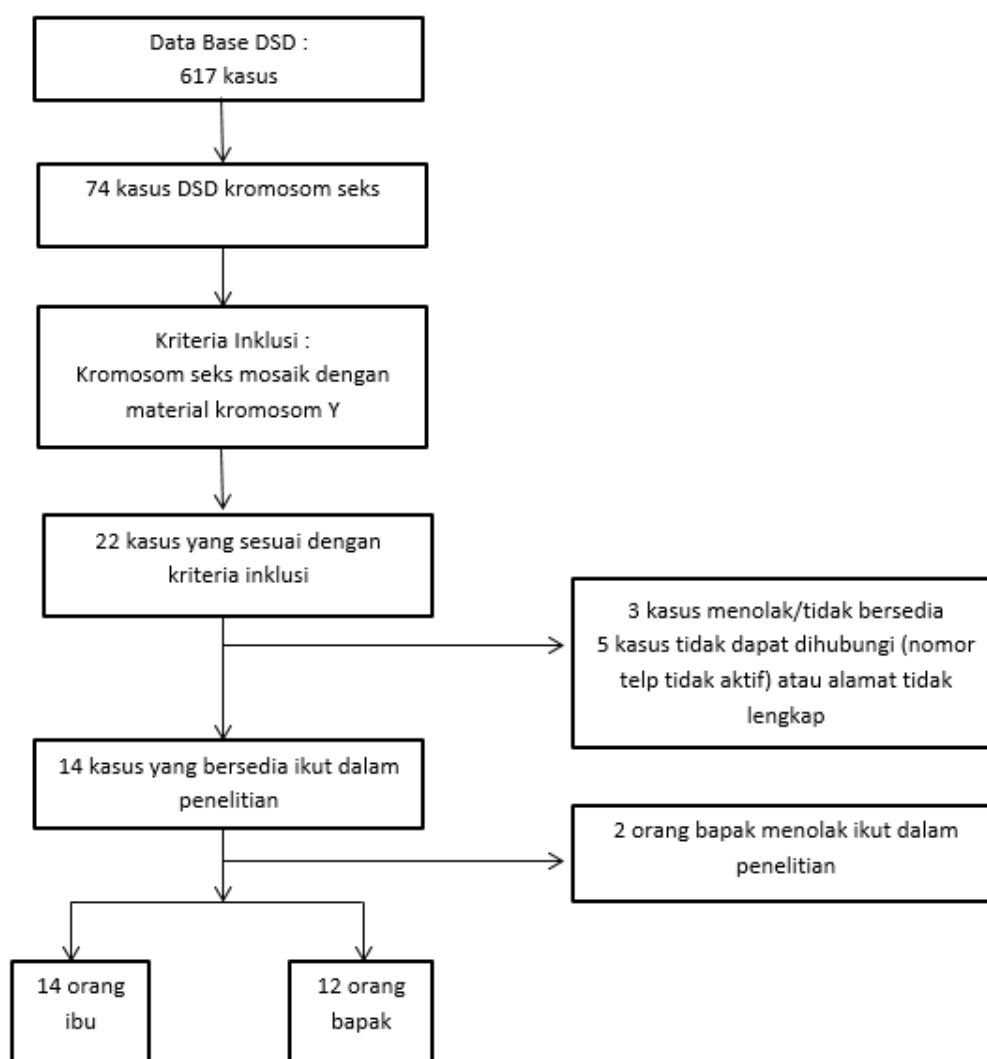 Data Base DSD :
617 kasus
74 kasus DSD kromosom seks
Kriteria Inklusi :
Kromosom seks mosaik dengan
material kromosom Y
22 kasus yang sesuai dengan
kriteria inklusi
3 kasus menolak/tidak bersedia
5 kasus tidak dapat dihubungi (nomor
telp tidak aktif) atau alamat tidak
lengkap
14 kasus yang bersedia ikut dalam
penelitian
2 orang bapak menolak ikut dalam
penelitian
14 orang
ibu
12 orang
bapak